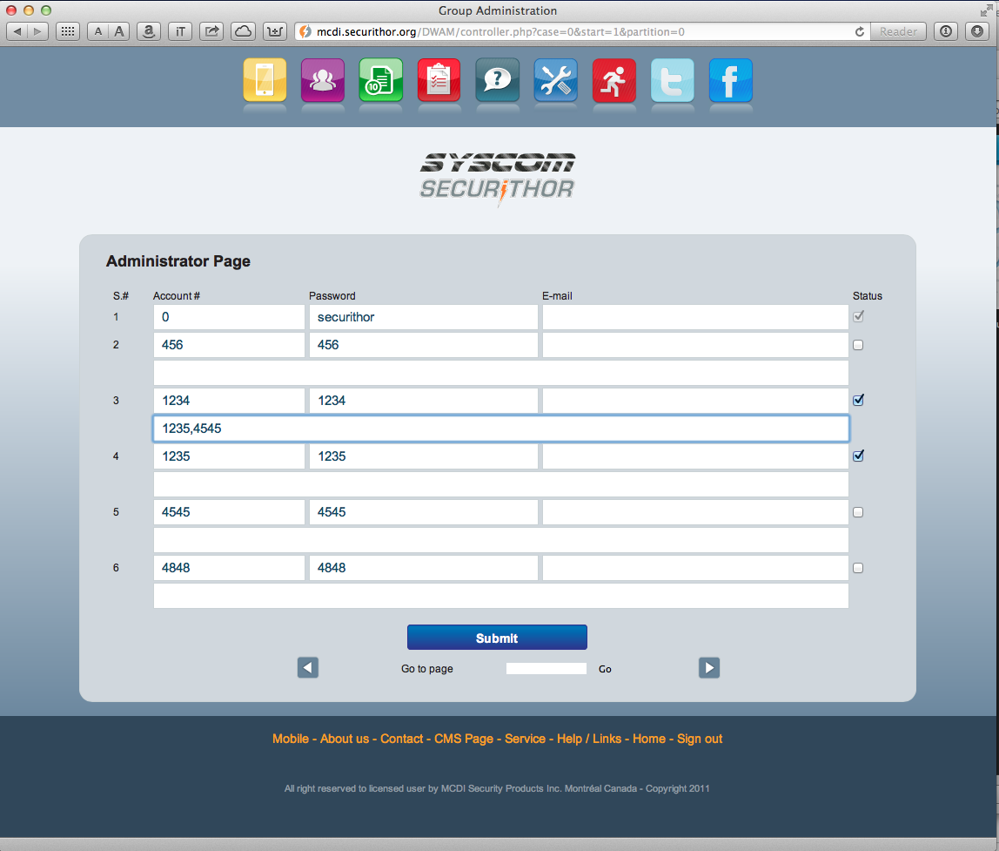 Group Administration
A A a iT 1+f mcdi.securithor.org/DWAM/controller.php?case=0&start=1&partition=0 Reader
10 ? t f
SYSCOM
SECURITHOR
Administrator Page
S.# Account # Password E-mail Status
1 0 securithor
2 456 456
3 1234 1234
1235,4545
4 1235 1235
5 4545 4545
6 4848 4848
Submit
Go to page Go
Mobile - About us - Contact - CMS Page - Service - Help / Links - Home - Sign out
All right reserved to licensed user by MCDI Security Products Inc. Montréal Canada - Copyright 2011